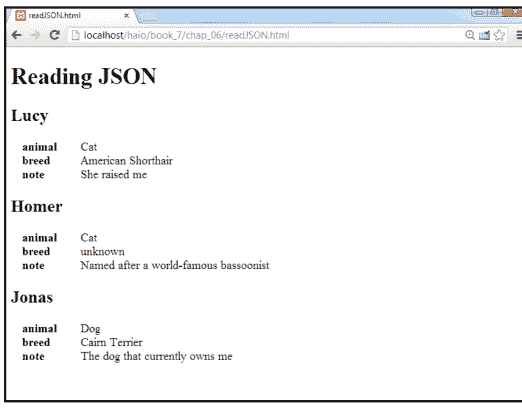 readJSON.html
localhost/haio/book_7/chap_06/readJSON.html
Reading JSON
Lucy
animal Cat
breed American Shorthair
note She raised me
Homer
animal Cat
breed unknown
note Named after a world-famous bassoonist
Jonas
animal Dog
breed Cairn Terrier
note The dog that currently owns me